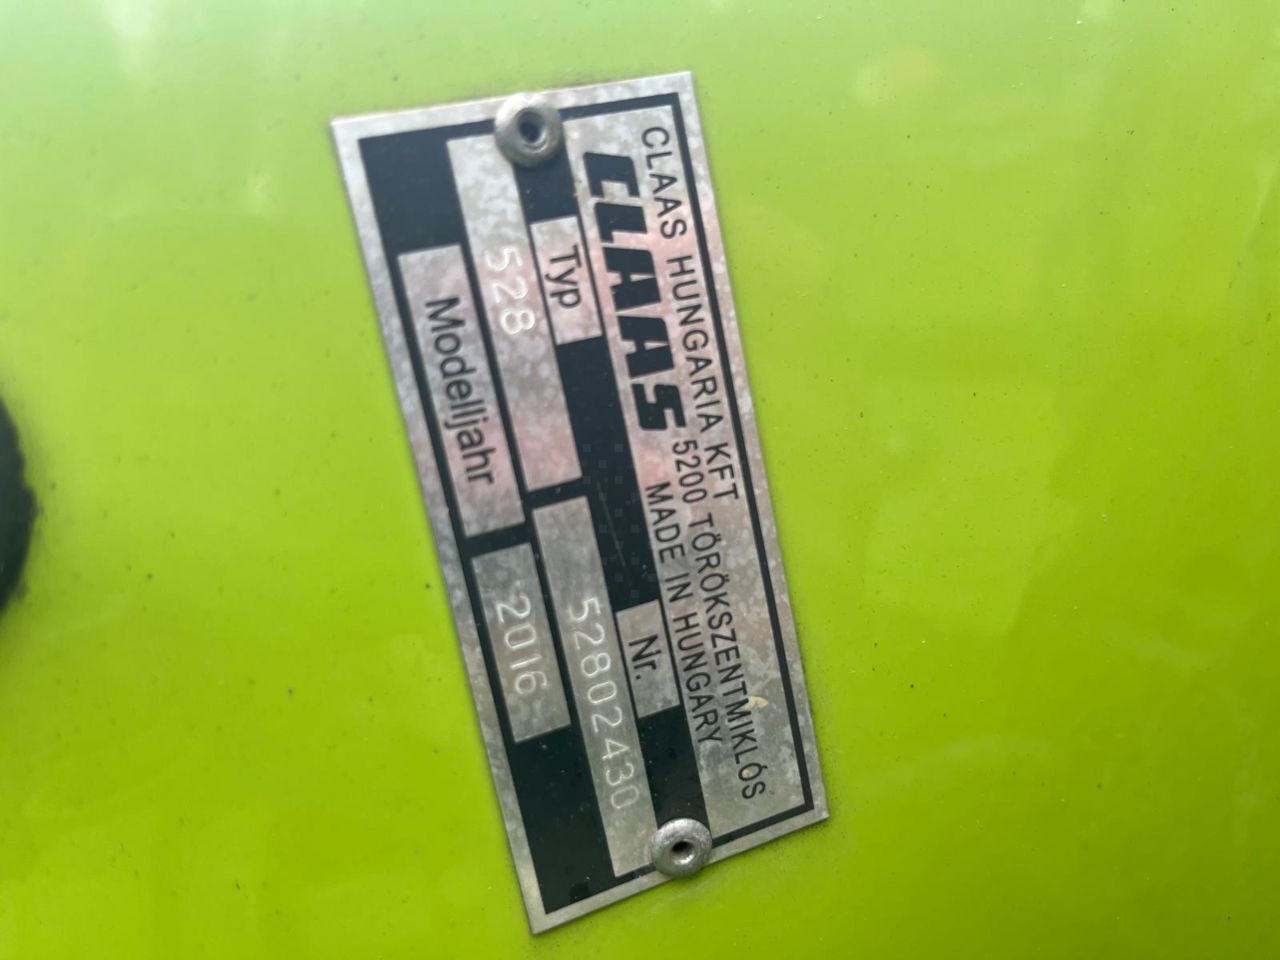 CLAAS HUNGARIA KFT 5200 TÖRÖKSZENTMIKLÓS
CLAAS MADE IN HUNGARY
Typ Nr.
528 52802430
Modelljahr 2016